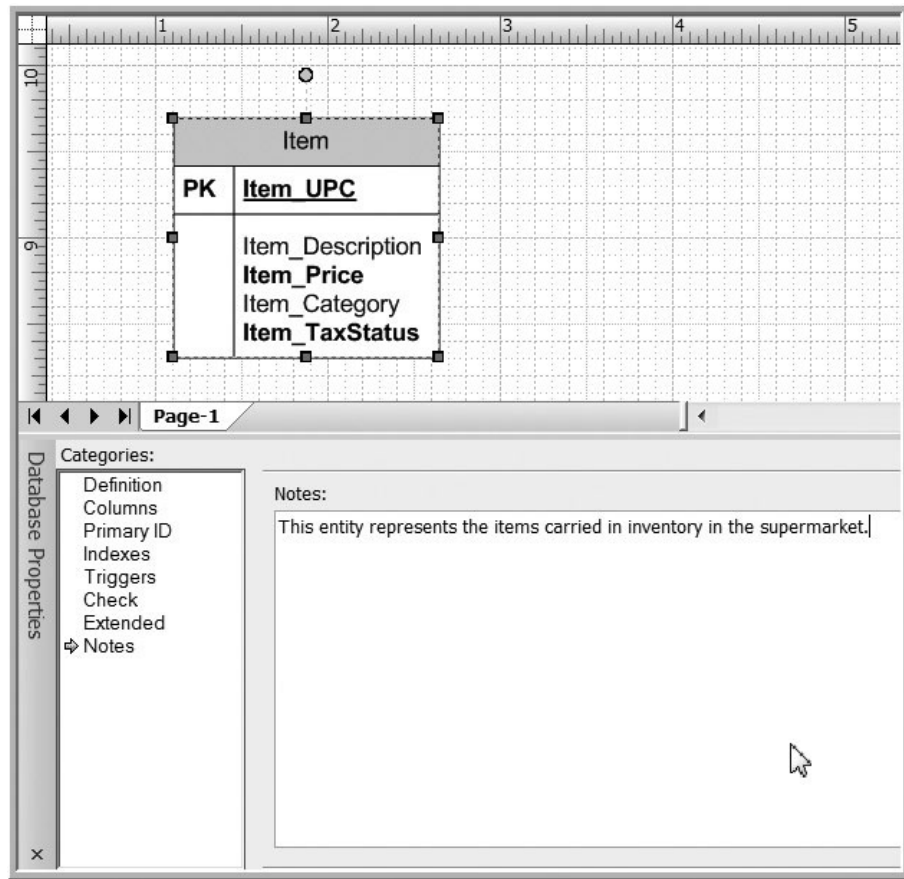 1 2 3 4 5
10
Item
PK Item_UPC
9
Item_Description
Item_Price
Item_Category
Item_TaxStatus
Page-1
Database Properties
Categories:
Definition
Columns
Primary ID
Indexes
Triggers
Check
Extended
Notes
Notes:
This entity represents the items carried in inventory in the supermarket.